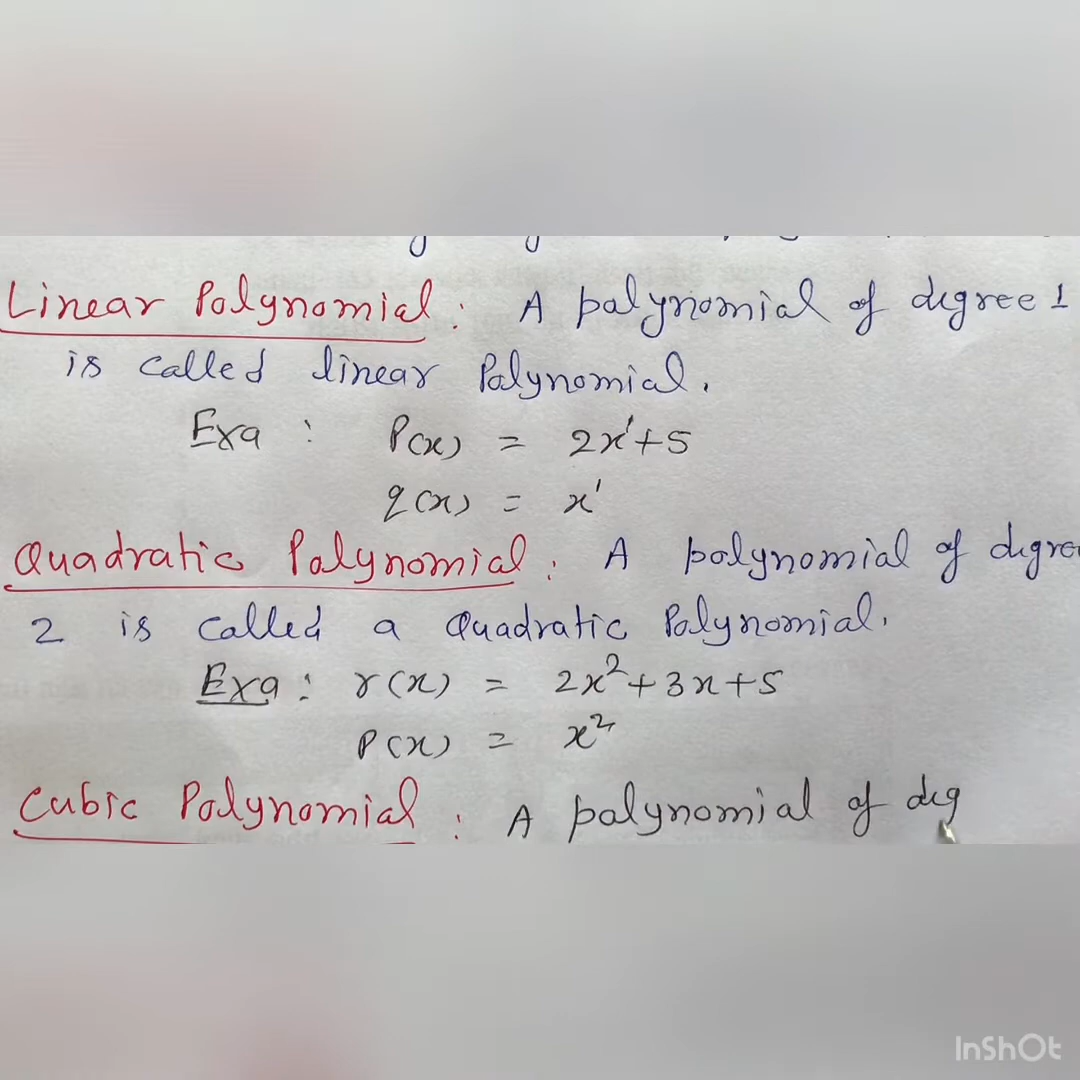 Linear Polynomial : A polynomial of degree 1
is called linear Polynomial.
Exa : P(x) = 2x¹+5
q(x) = x¹
Quadratic Polynomial : A polynomial of degre
2 is called a Quadratic Polynomial.
Exa : r(x) = 2x²+3x+5
P(x) = x²
Cubic Polynomial : A polynomial of deg
InShOt